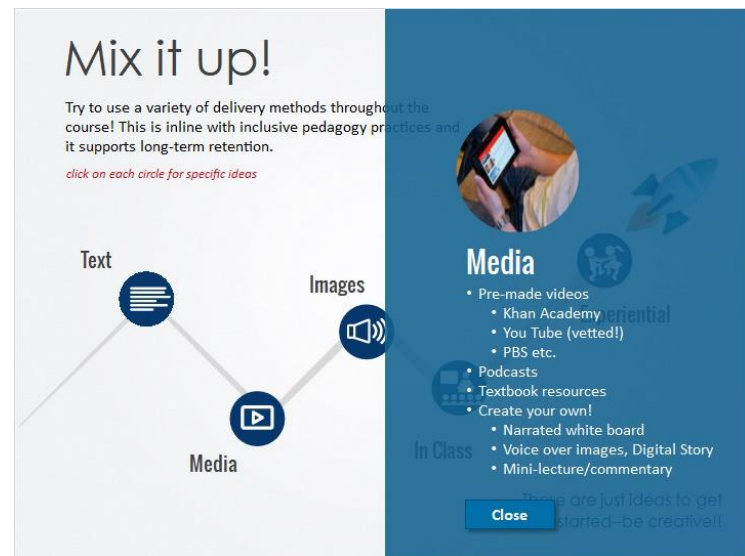 Mix it up!
Try to use a variety of delivery methods throughout the
course! This is inline with inclusive pedagogy practices and
it supports long-term retention.
click on each circle for specific ideas
Text
Images
Media
In Class
Experiential
Media
• Pre-made videos
• Khan Academy
• You Tube (vetted!)
• PBS etc.
• Podcasts
• Textbook resources
• Create your own!
• Narrated white board
• Voice over images, Digital Story
• Mini-lecture/commentary
These are just ideas to get
started--be creative!!
Close